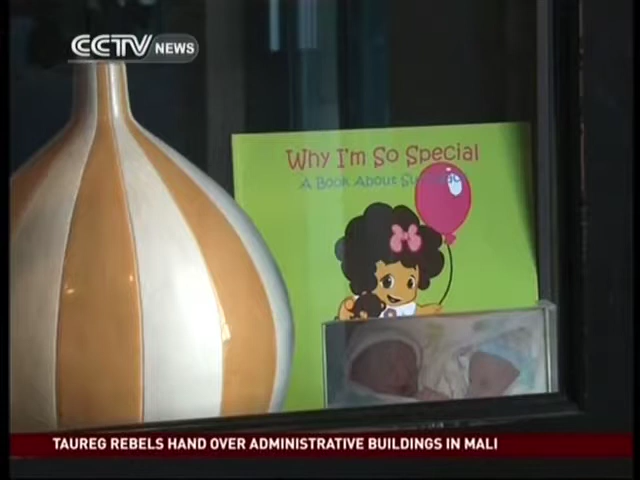 CCTV NEWS
Why I'm So Special
A Book About
TAUREG REBELS HAND OVER ADMINISTRATIVE BUILDINGS IN MALI